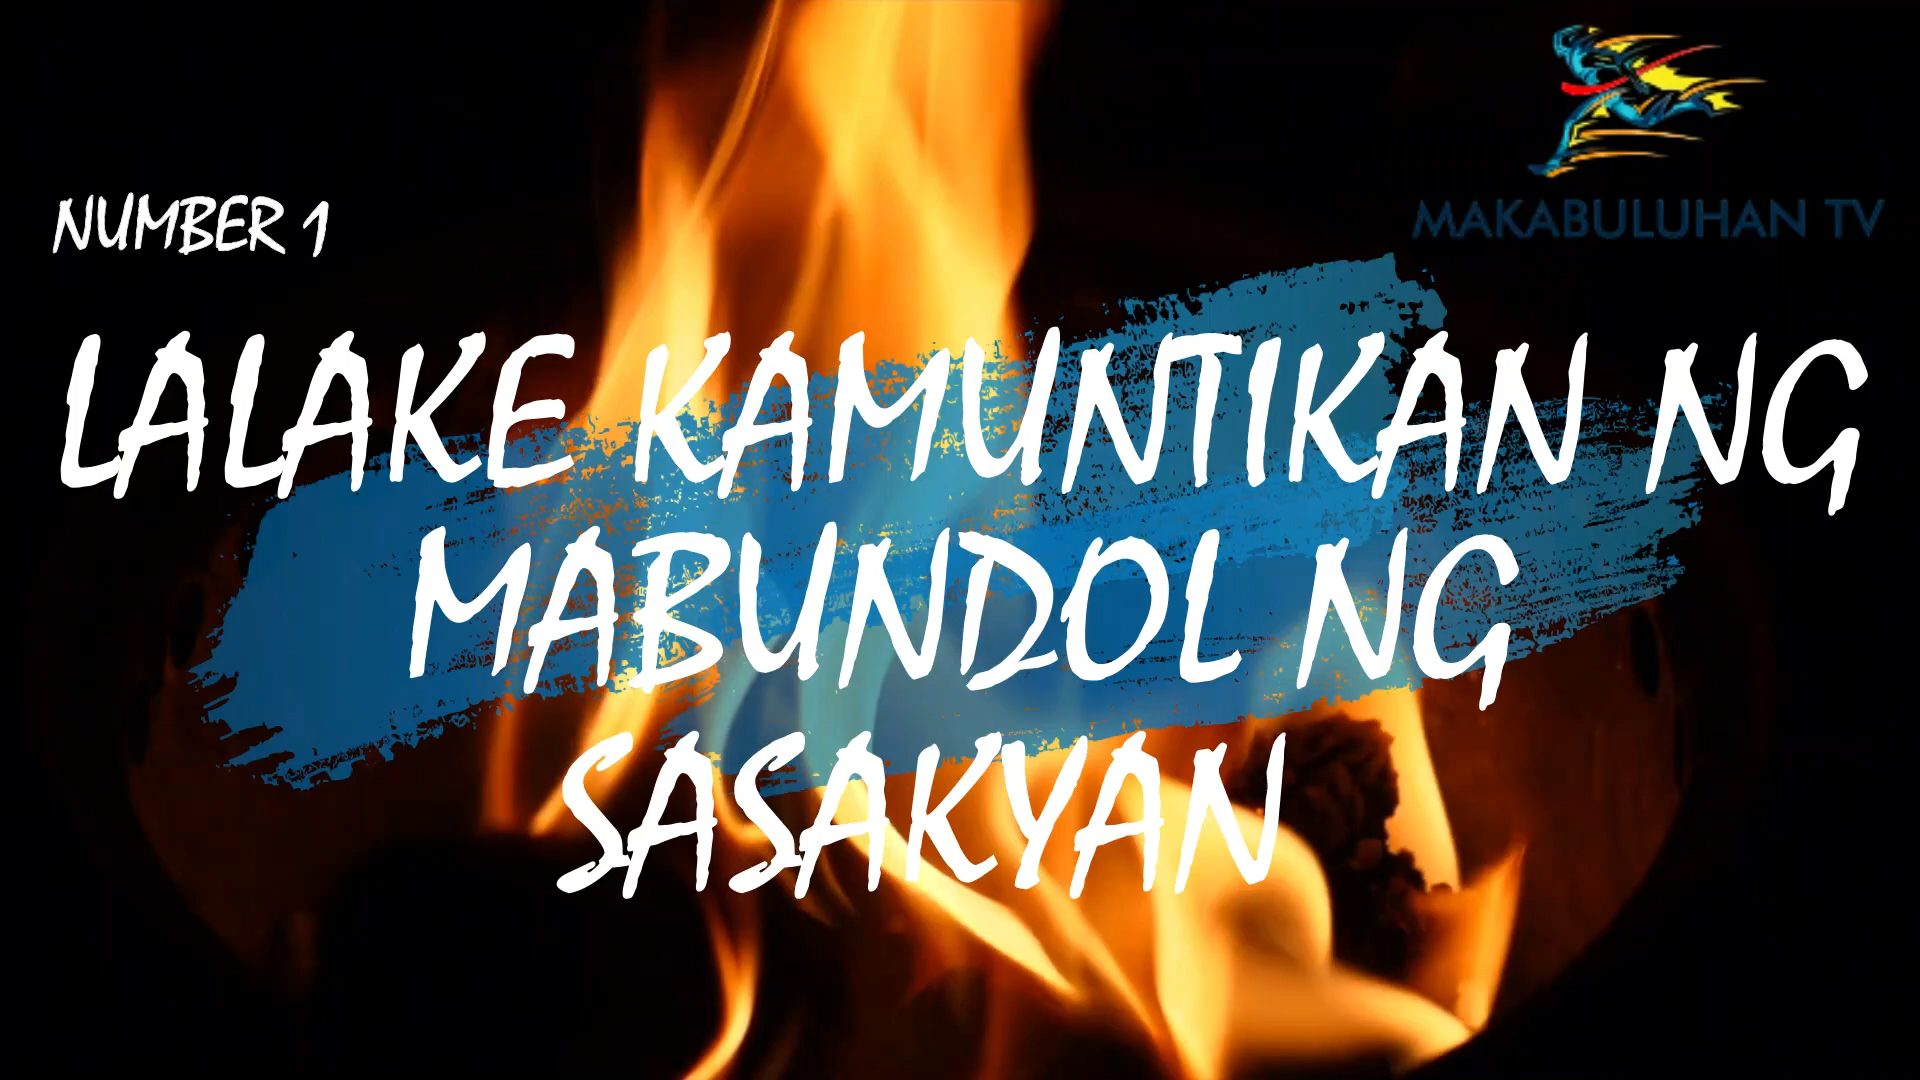 MAKABULUHAN TV
NUMBER 1
LALAKE KAMUNTIKAN NG
MABUNDOL NG
SASAKYAN